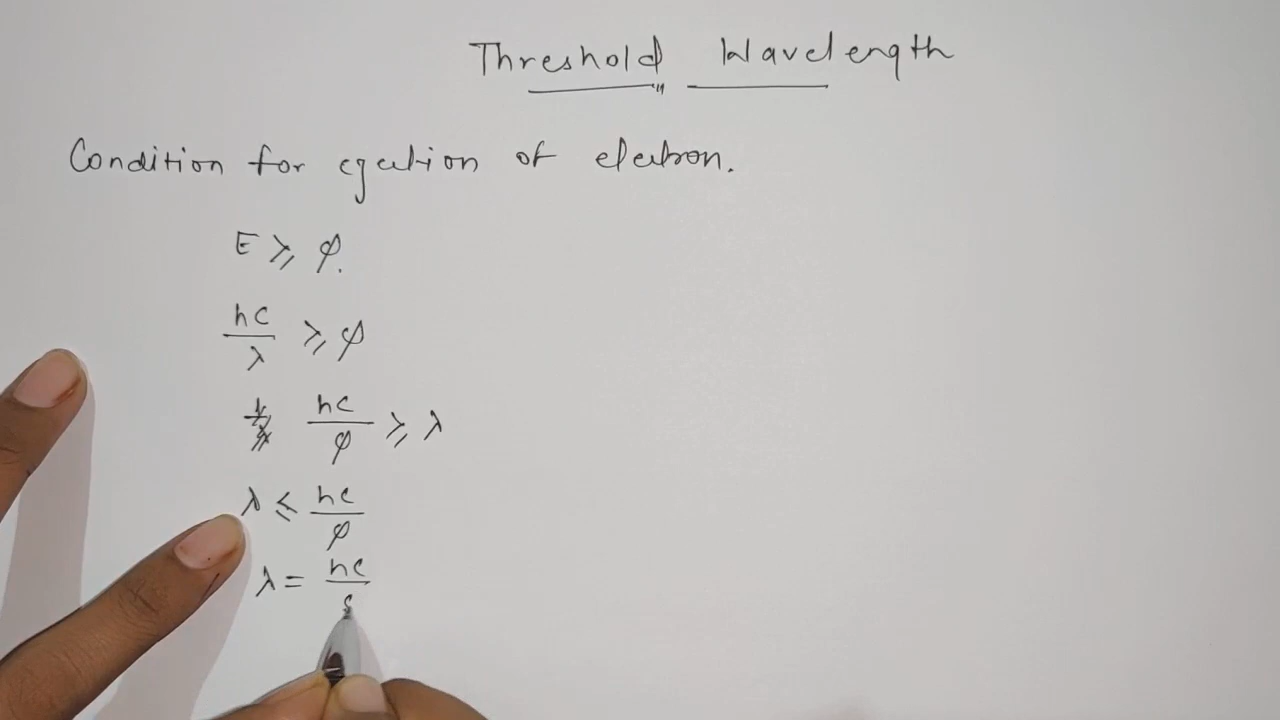 Threshold Wavelength
Condition for ejection of electron.
E ≥ φ.
hc/λ ≥ φ
hc/φ ≥ λ
λ ≤ hc/φ
λ = hc/